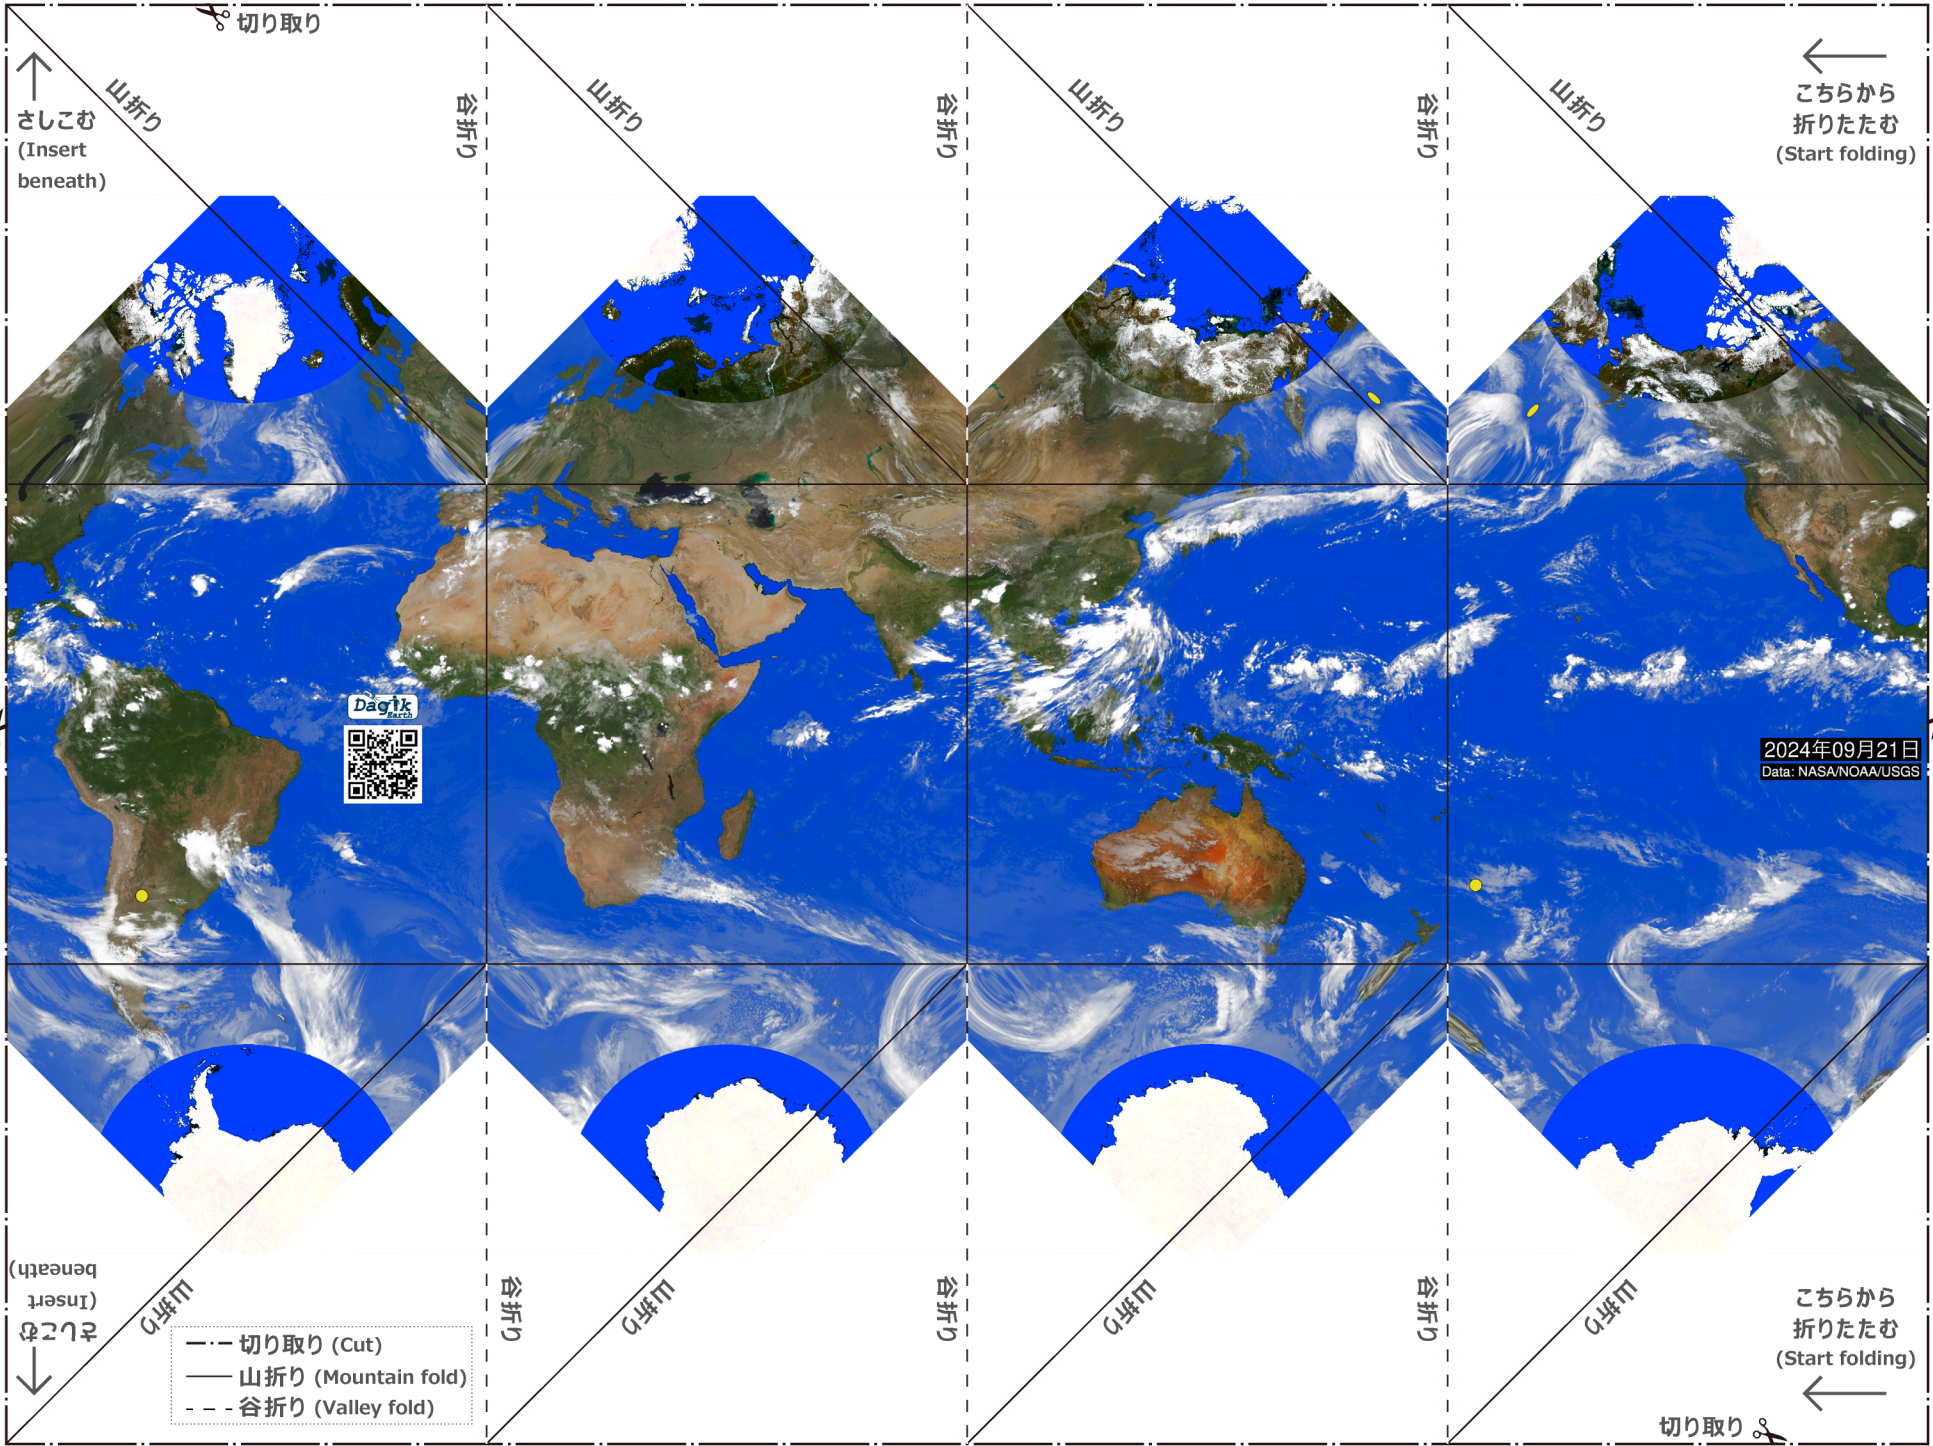 切り取り
山折り
谷折り
山折り
谷折り
山折り
谷折り
山折り
さしこむ
(Insert
beneath)
こちらから
折りたたむ
(Start folding)
Dagik
Earth
2024年09月21日
Data: NASA/NOAA/USGS
さしこむ
(Insert
beneath)
山折り
谷折り
山折り
谷折り
山折り
谷折り
山折り
こちらから
折りたたむ
(Start folding)
切り取り (Cut)
山折り (Mountain fold)
谷折り (Valley fold)
切り取り